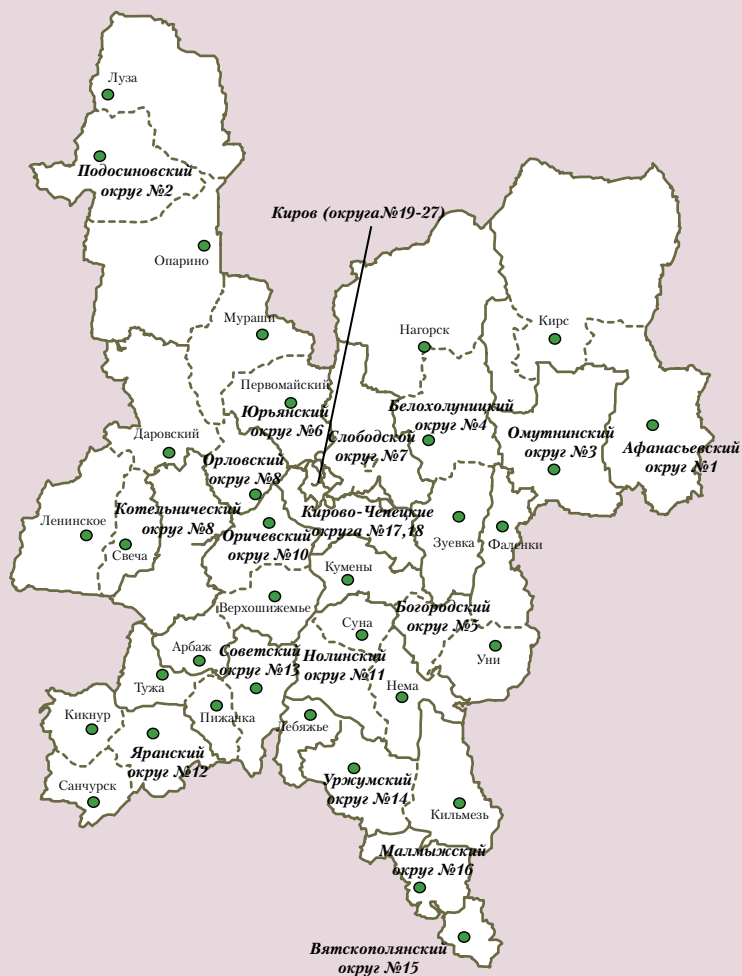 Луза
Подосиновский
округ №2
Киров (округа№19-27)
Опарино
Мураши
Нагорск
Кирс
Первомайский
Юрьянский
округ №6
Белохолуницкий
округ №4
Слободской
округ №7
Омутнинский
округ №3
Афанасьевский
округ №1
Даровский
Орловский
округ №8
Котельнический
округ №8
Кирово-Чепецкие
округа №17,18
Ленинское
Свеча
Оричевский
округ №10
Зуевка
Фаленки
Кумены
Верхошижемье
Богородский
округ №5
Суна
Арбаж
Советский
округ №13
Нолинский
округ №11
Уни
Тужа
Нема
Кикнур
Пижанка
Лебяжье
Яранский
округ №12
Санчурск
Уржумский
округ №14
Кильмезь
Малмыжский
округ №16
Вятскополянский
округ №15